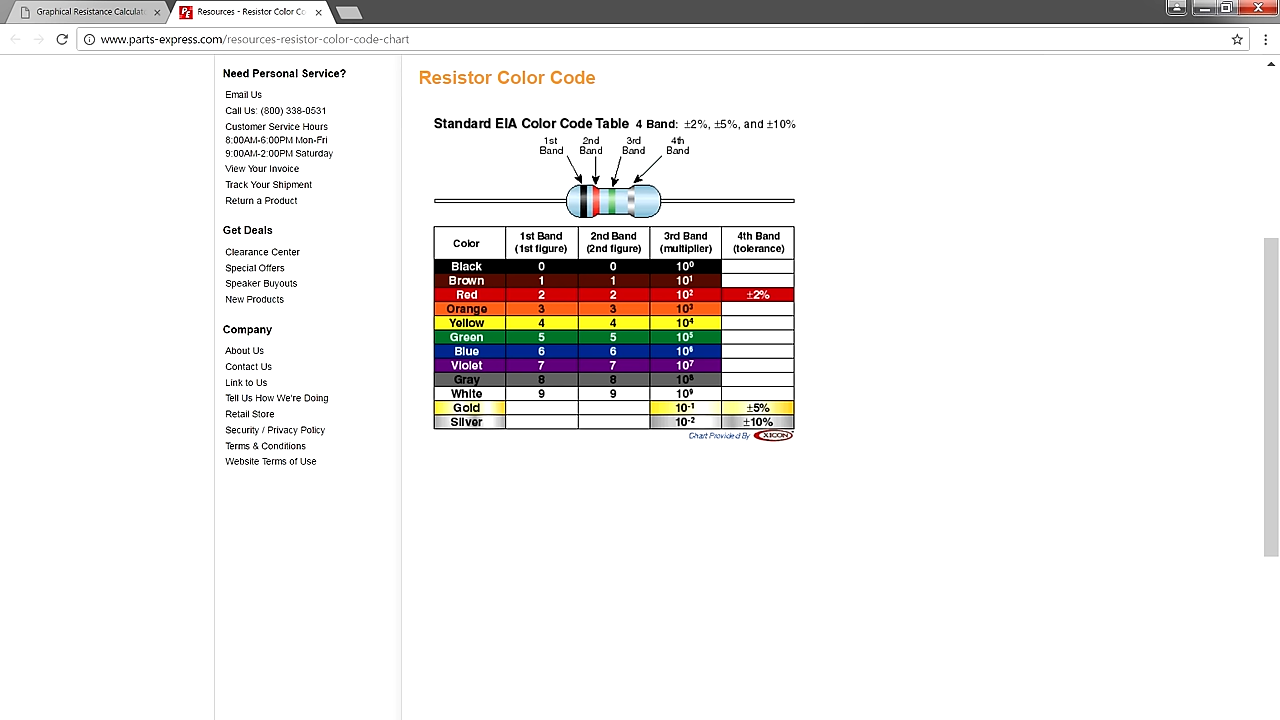 Graphical Resistance Calculat
Resources - Resistor Color Co
www.parts-express.com/resources-resistor-color-code-chart
Need Personal Service?
Email Us
Call Us: (800) 338-0531
Customer Service Hours
8:00AM-6:00PM Mon-Fri
9:00AM-2:00PM Saturday
View Your Invoice
Track Your Shipment
Return a Product
Get Deals
Clearance Center
Special Offers
Speaker Buyouts
New Products
Company
About Us
Contact Us
Link to Us
Tell Us How We're Doing
Retail Store
Security / Privacy Policy
Terms & Conditions
Website Terms of Use
Resistor Color Code
Standard EIA Color Code Table 4 Band: ±2%, ±5%, and ±10%
1st 2nd 3rd 4th
Band Band Band Band
Color 1st Band (1st figure) 2nd Band (2nd figure) 3rd Band (multiplier) 4th Band (tolerance)
Black 0 0 10⁰
Brown 1 1 10¹
Red 2 2 10² ±2%
Orange 3 3 10³
Yellow 4 4 10⁴
Green 5 5 10⁵
Blue 6 6 10⁶
Violet 7 7 10⁷
Gray 8 8 10⁸
White 9 9 10⁹
Gold 10⁻¹ ±5%
Silver 10⁻² ±10%
Chart Provided By XICON